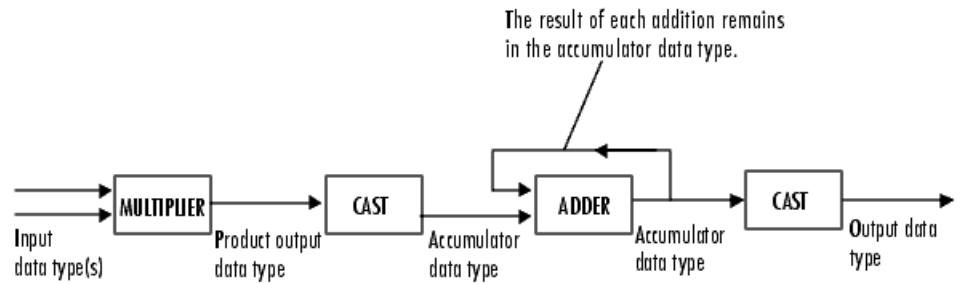 The result of each addition remains
in the accumulator data type.
MULTIPLIER
CAST
ADDER
CAST
Input
data type(s)
Product output
data type
Accumulator
data type
Accumulator
data type
Output data
type